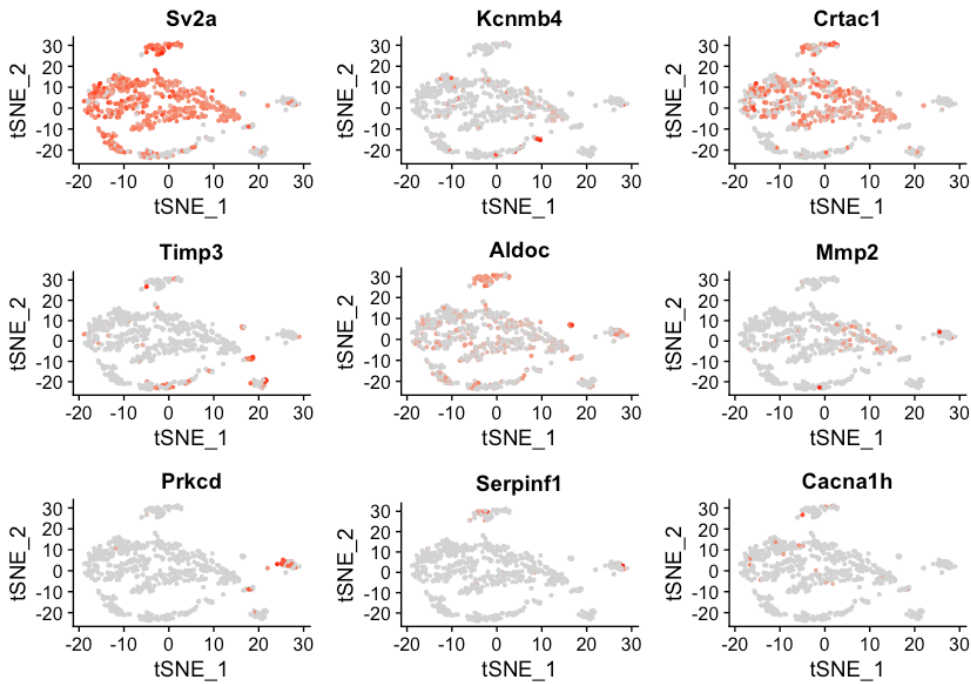 Sv2a Kcnmb4 Crtac1
30 30 30
20 20 20
10 10 10
0 0 0
-10 -10 -10
-20 -20 -20
tSNE_2 tSNE_2 tSNE_2
-20 -10 0 10 20 30 -20 -10 0 10 20 30 -20 -10 0 10 20 30
tSNE_1 tSNE_1 tSNE_1
Timp3 Aldoc Mmp2
30 30 30
20 20 20
10 10 10
0 0 0
-10 -10 -10
-20 -20 -20
tSNE_2 tSNE_2 tSNE_2
-20 -10 0 10 20 30 -20 -10 0 10 20 30 -20 -10 0 10 20 30
tSNE_1 tSNE_1 tSNE_1
Prkcd Serpinf1 Cacna1h
30 30 30
20 20 20
10 10 10
0 0 0
-10 -10 -10
-20 -20 -20
tSNE_2 tSNE_2 tSNE_2
-20 -10 0 10 20 30 -20 -10 0 10 20 30 -20 -10 0 10 20 30
tSNE_1 tSNE_1 tSNE_1